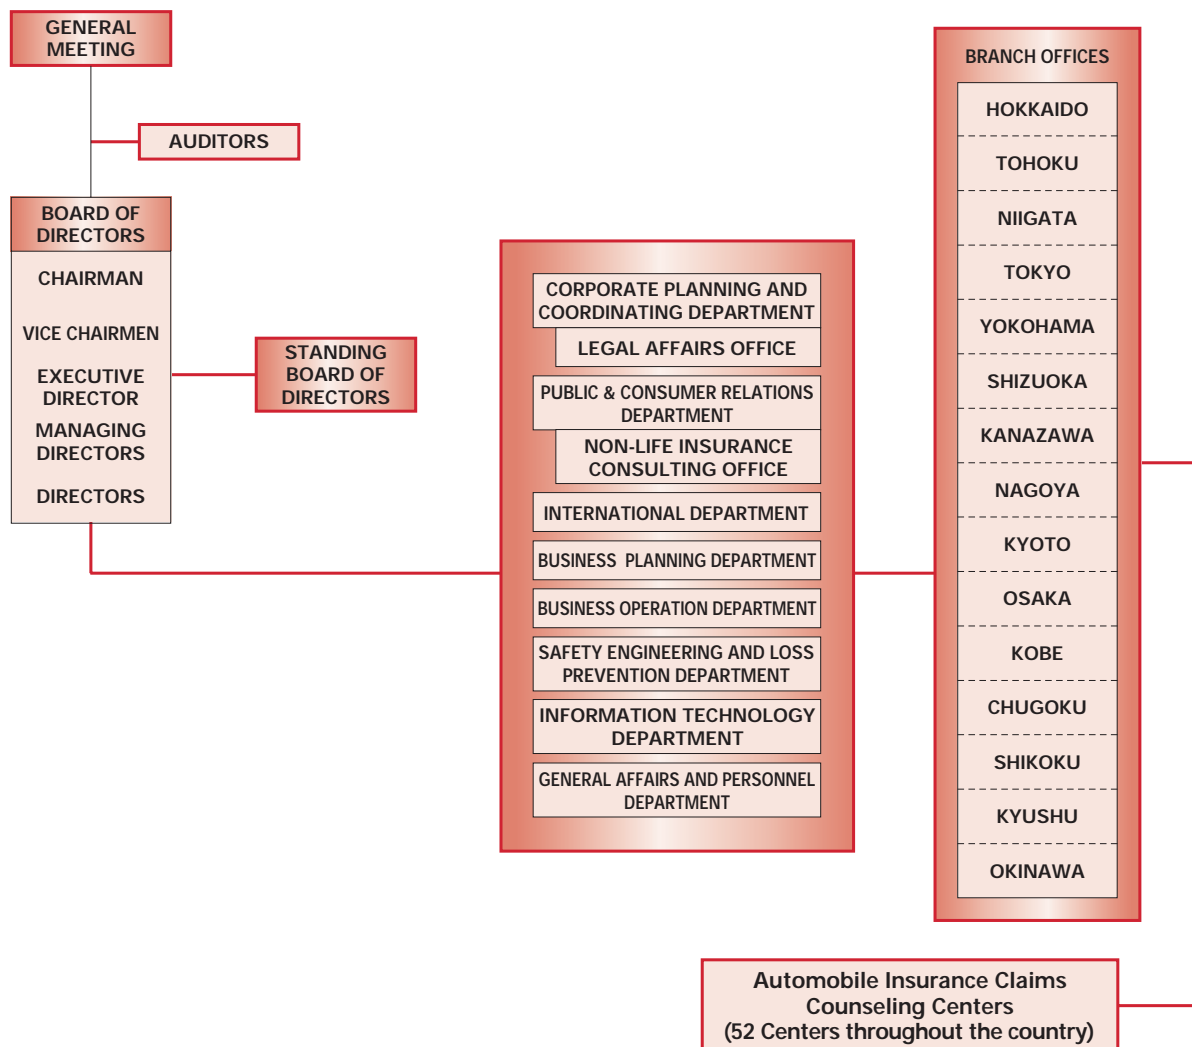 GENERAL
MEETING
AUDITORS
BOARD OF
DIRECTORS
CHAIRMAN
VICE CHAIRMEN
EXECUTIVE
DIRECTOR
MANAGING
DIRECTORS
DIRECTORS
STANDING
BOARD OF
DIRECTORS
CORPORATE PLANNING AND
COORDINATING DEPARTMENT
LEGAL AFFAIRS OFFICE
PUBLIC & CONSUMER RELATIONS
DEPARTMENT
NON-LIFE INSURANCE
CONSULTING OFFICE
INTERNATIONAL DEPARTMENT
BUSINESS PLANNING DEPARTMENT
BUSINESS OPERATION DEPARTMENT
SAFETY ENGINEERING AND LOSS
PREVENTION DEPARTMENT
INFORMATION TECHNOLOGY
DEPARTMENT
GENERAL AFFAIRS AND PERSONNEL
DEPARTMENT
BRANCH OFFICES
HOKKAIDO
TOHOKU
NIIGATA
TOKYO
YOKOHAMA
SHIZUOKA
KANAZAWA
NAGOYA
KYOTO
OSAKA
KOBE
CHUGOKU
SHIKOKU
KYUSHU
OKINAWA
Automobile Insurance Claims
Counseling Centers
(52 Centers throughout the country)